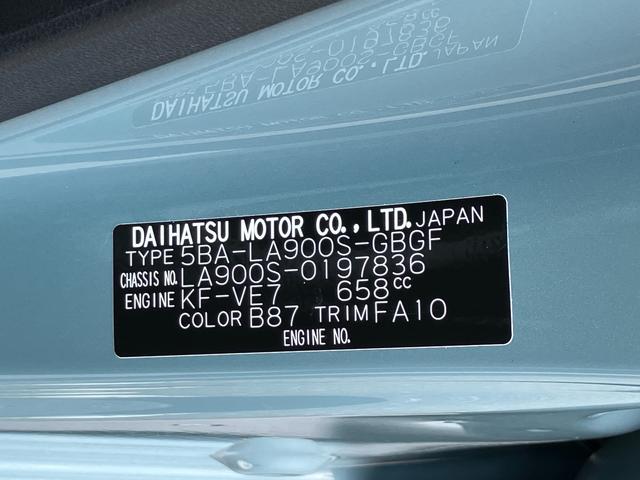 DAIHATSU MOTOR CO., LTD. JAPAN
TYPE 5BA-LA900S-GBGF
CHASSIS NO. LA900S-0197836
ENGINE KF-VE7 658cc
COLOR B87 TRIM FA10
ENGINE NO.